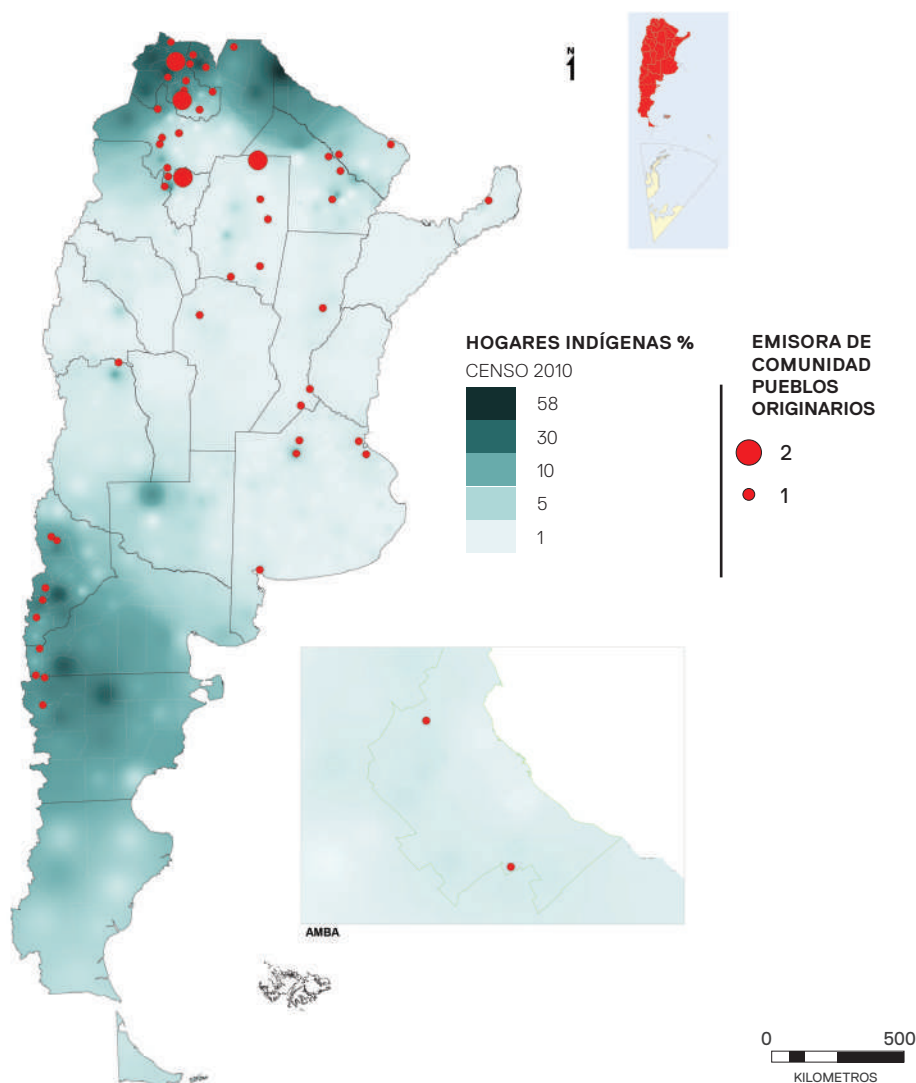 N
HOGARES INDÍGENAS %
CENSO 2010
58
30
10
5
1
EMISORA DE
COMUNIDAD
PUEBLOS
ORIGINARIOS
2
1
AMBA
0 500
KILOMETROS